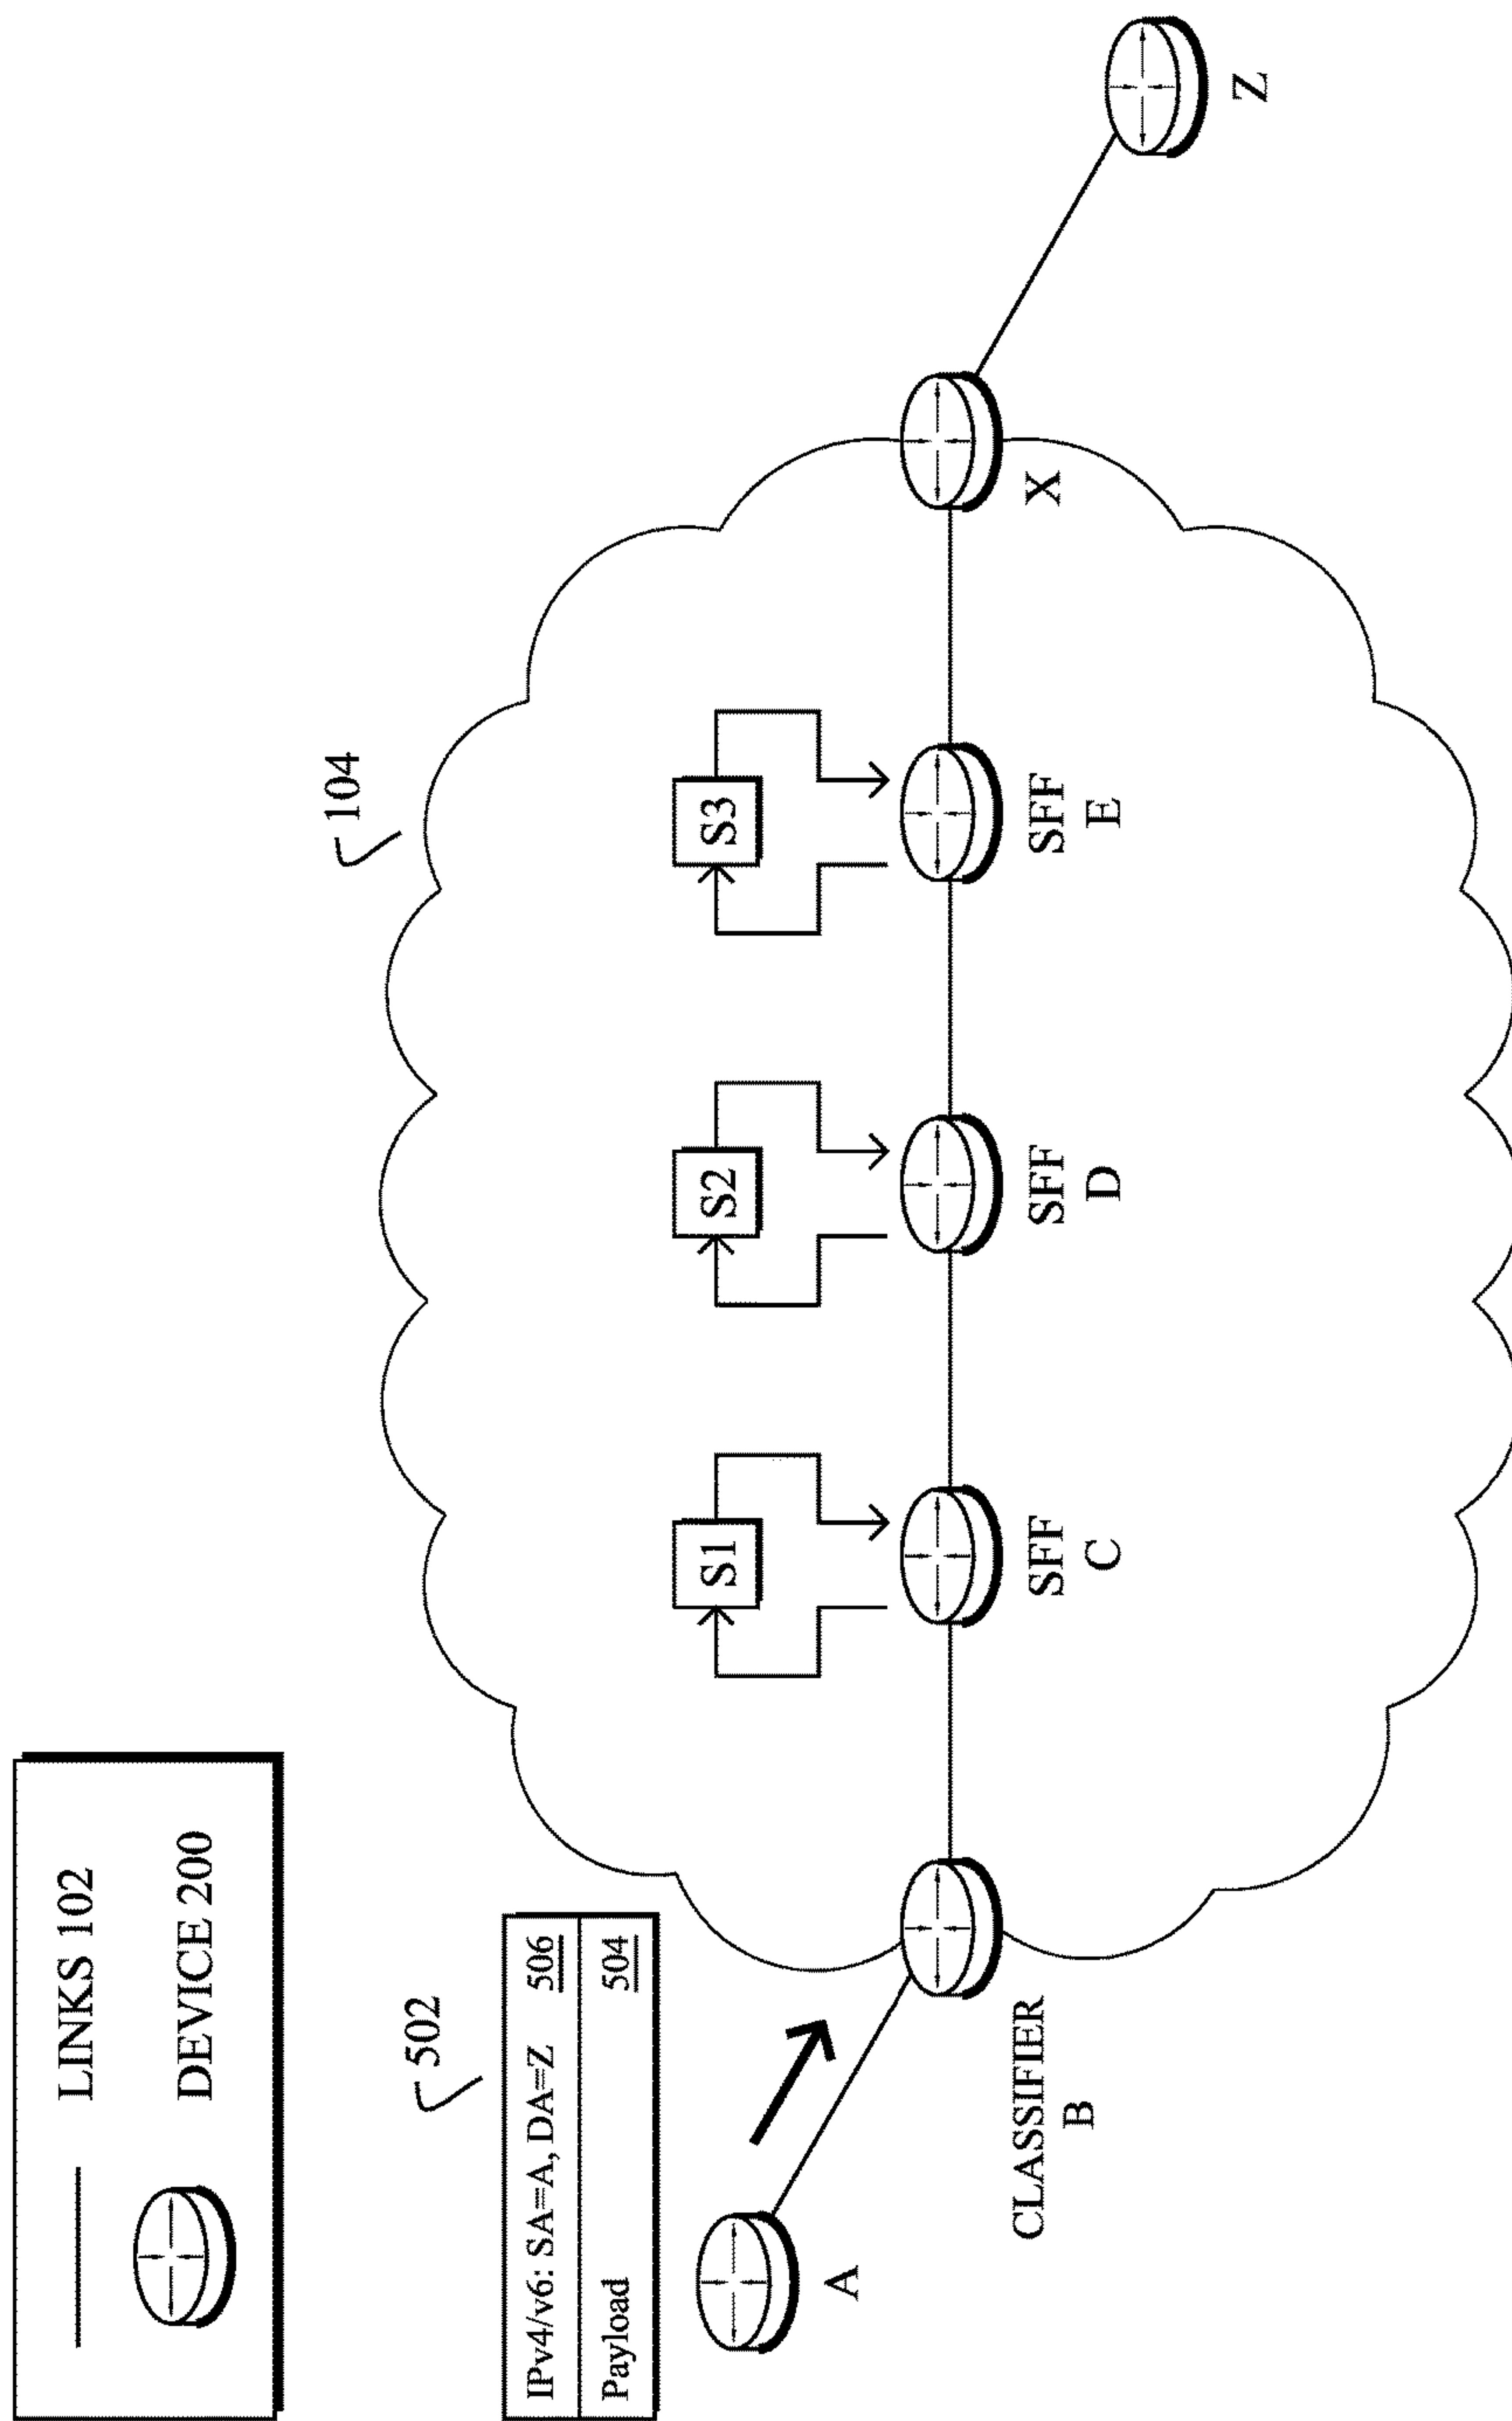 LINKS 102
DEVICE 200
502
IPv4/v6: SA=A, DA=Z 506
Payload 504
104
S1
S2
S3
A
CLASSIFIER
B
SFF
C
SFF
D
SFF
E
X
Z